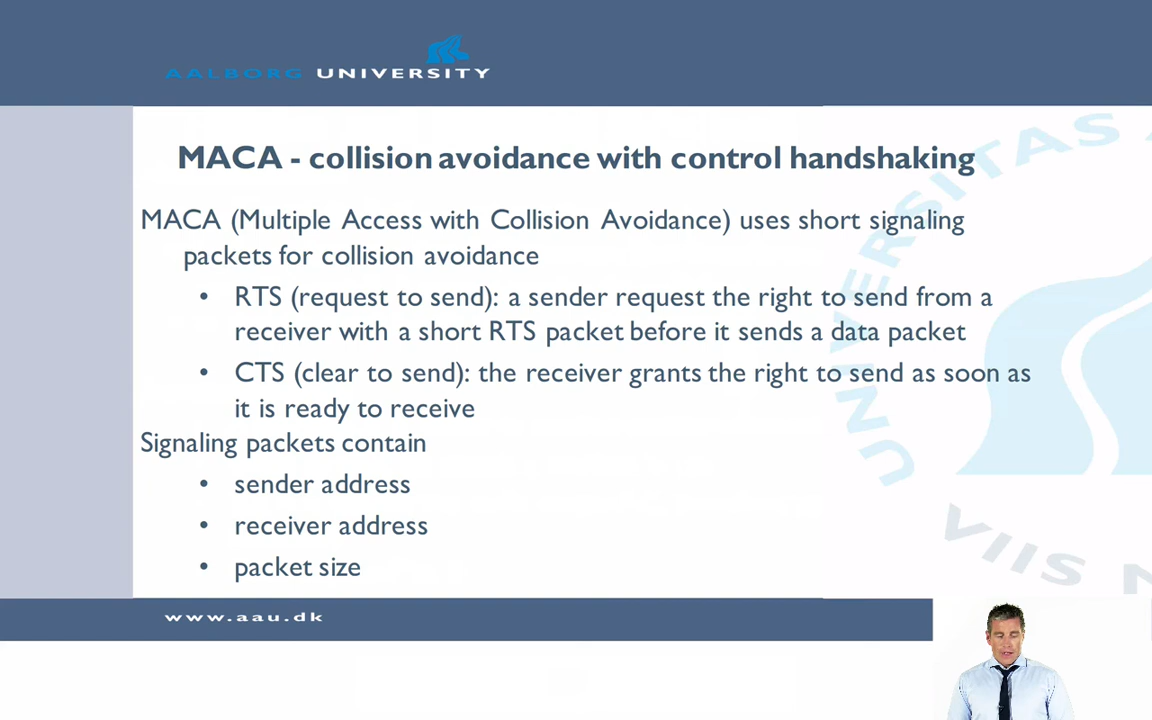 AALBORG UNIVERSITY
MACA - collision avoidance with control handshaking
MACA (Multiple Access with Collision Avoidance) uses short signaling
packets for collision avoidance
• RTS (request to send): a sender request the right to send from a
receiver with a short RTS packet before it sends a data packet
• CTS (clear to send): the receiver grants the right to send as soon as
it is ready to receive
Signaling packets contain
• sender address
• receiver address
• packet size
UNIVERSITAS
VIIS N
www.aau.dk